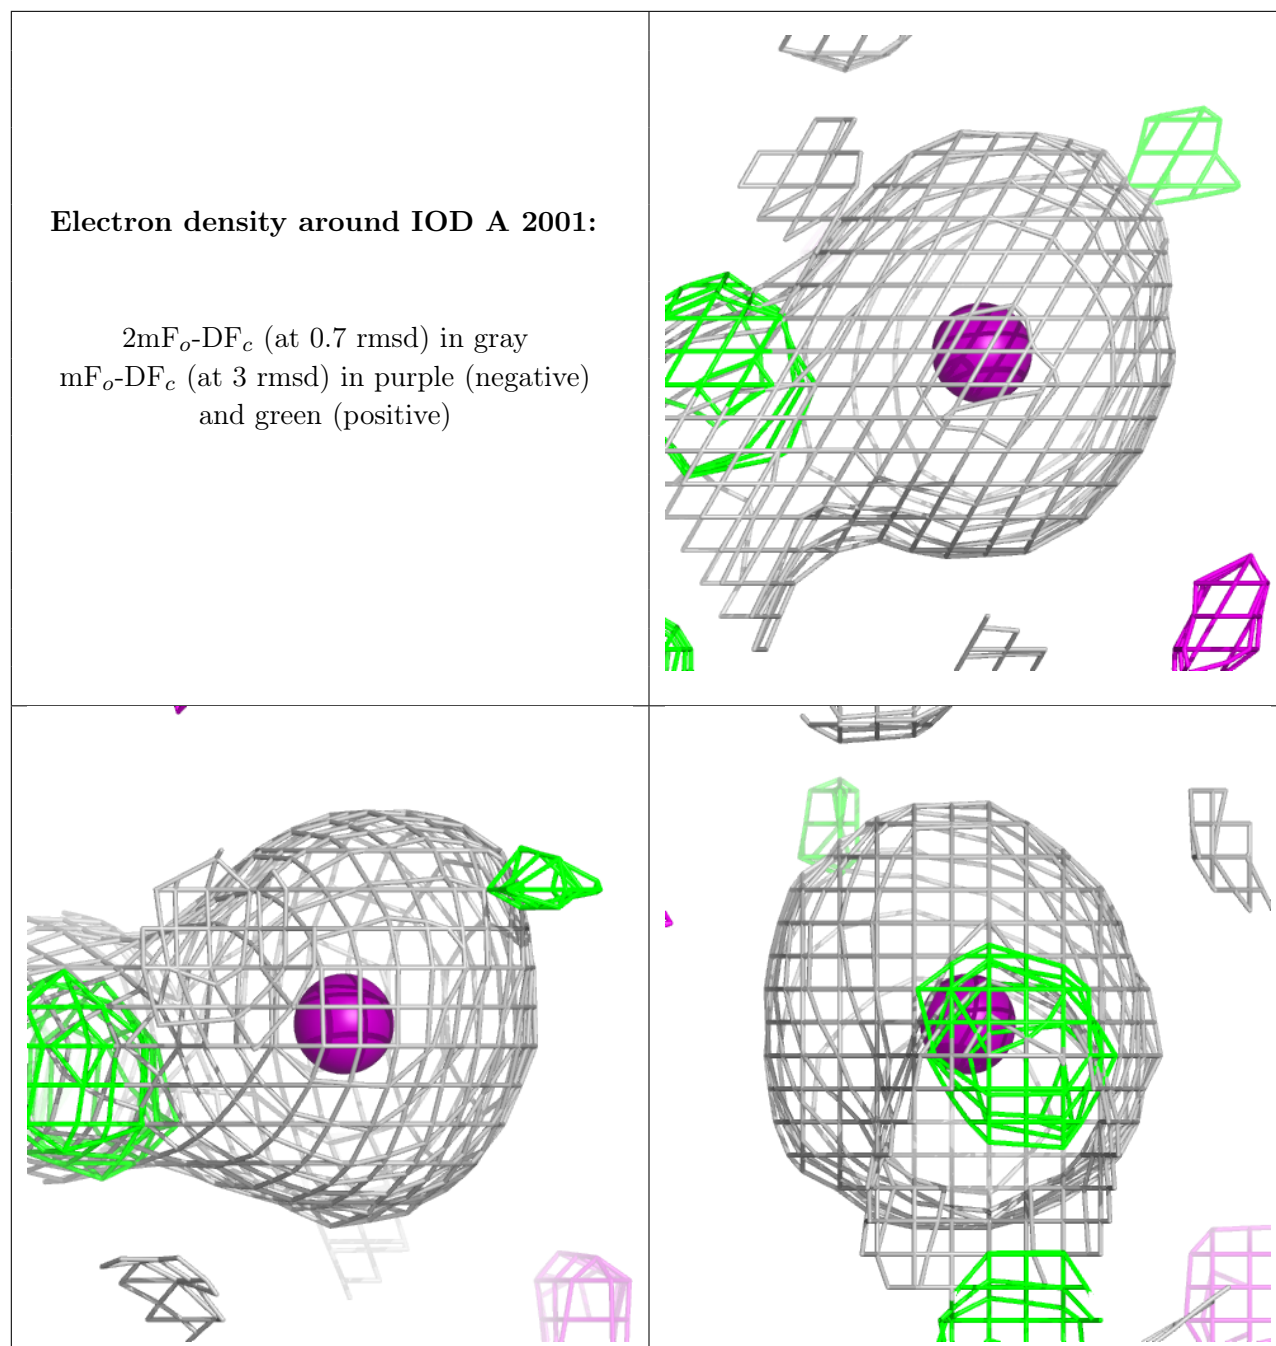 Electron density around IOD A 2001:
2mFo-DFc (at 0.7 rmsd) in gray
mFo-DFc (at 3 rmsd) in purple (negative)
and green (positive)